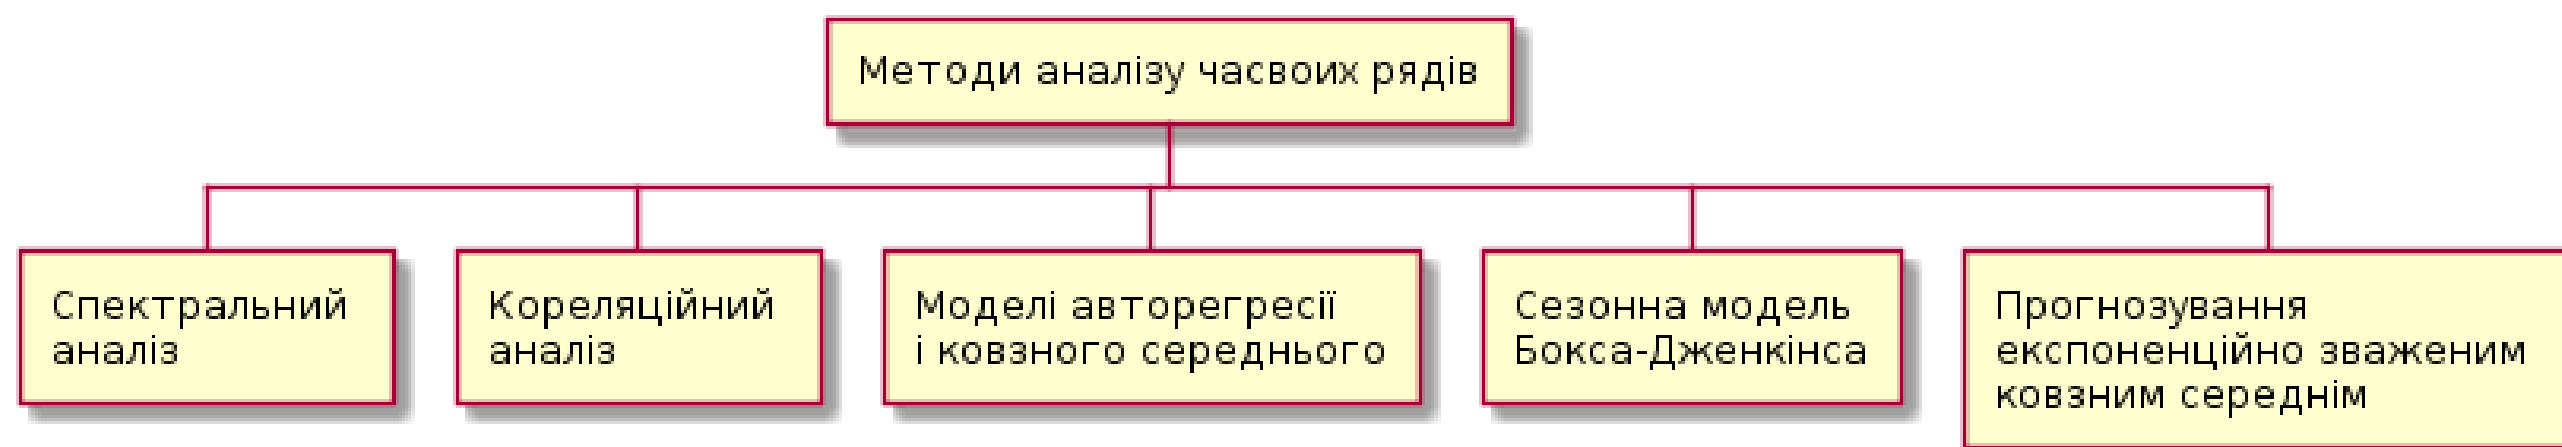 Методи аналізу часвоих рядів
Спектральний
аналіз
Кореляційний
аналіз
Моделі авторегресії
і ковзного середнього
Сезонна модель
Бокса-Дженкінса
Прогнозування
експоненційно зваженим
ковзним середнім